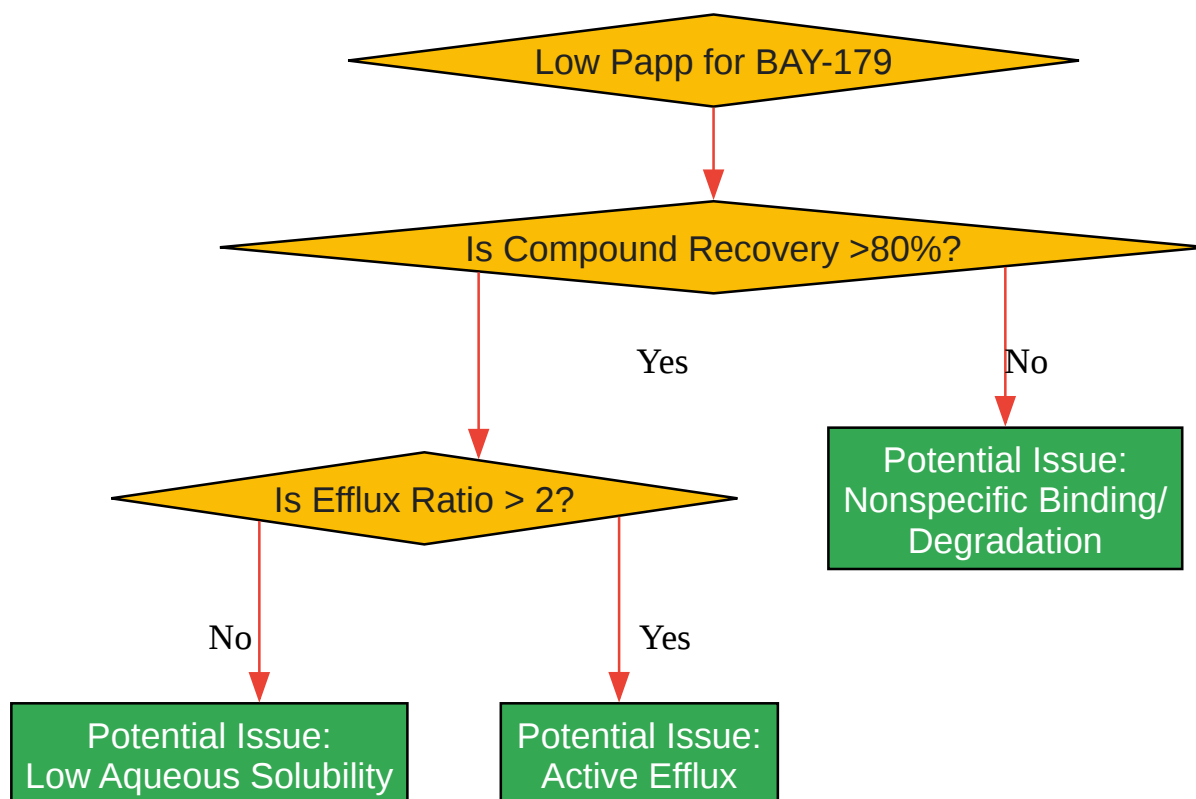 Low Papp for BAY-179
Is Compound Recovery >80%?
Yes
No
Potential Issue:
Nonspecific Binding/
Degradation
Is Efflux Ratio > 2?
No
Yes
Potential Issue:
Low Aqueous Solubility
Potential Issue:
Active Efflux